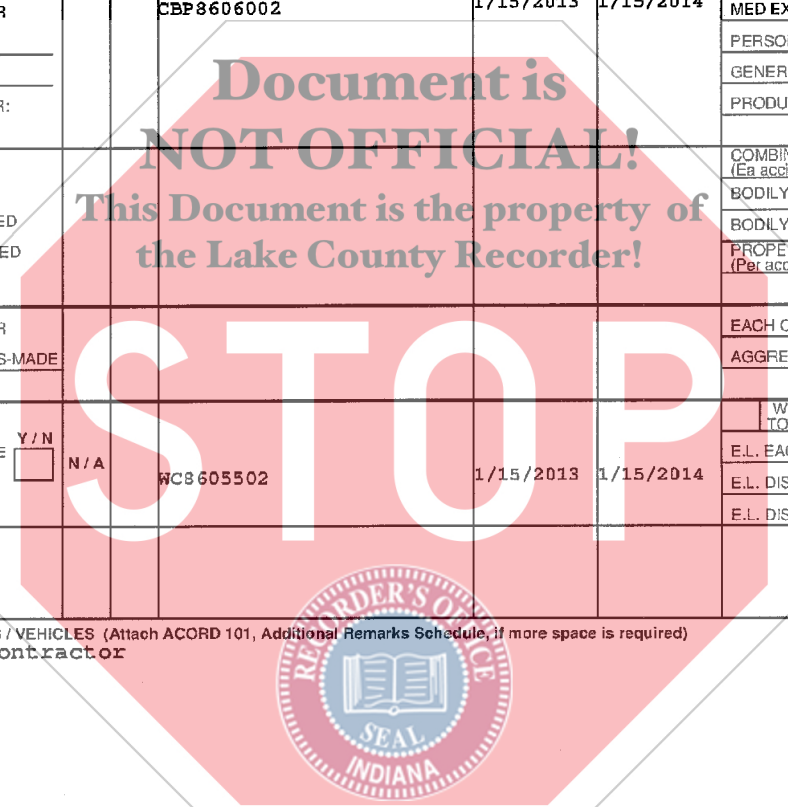 R
CBP8606002
1/15/2013 1/15/2014
MED EX
PERSO
GENER
PRODU
R:
Document is
NOT OFFICIAL!
This Document is the property of
the Lake County Recorder!
COMBIN
(Ea acci
BODILY
BODILY
PROPE
(Per acc
ED
ED
R
S-MADE
EACH O
AGGRE
STOP
Y / N
E
N / A
WC8605502
1/15/2013 1/15/2014
W
TO
E.L. EAC
E.L. DIS
E.L. DIS
S / VEHICLES (Attach ACORD 101, Additional Remarks Schedule, if more space is required)
ontractor
RECORDER'S OFFICE
SEAL
INDIANA